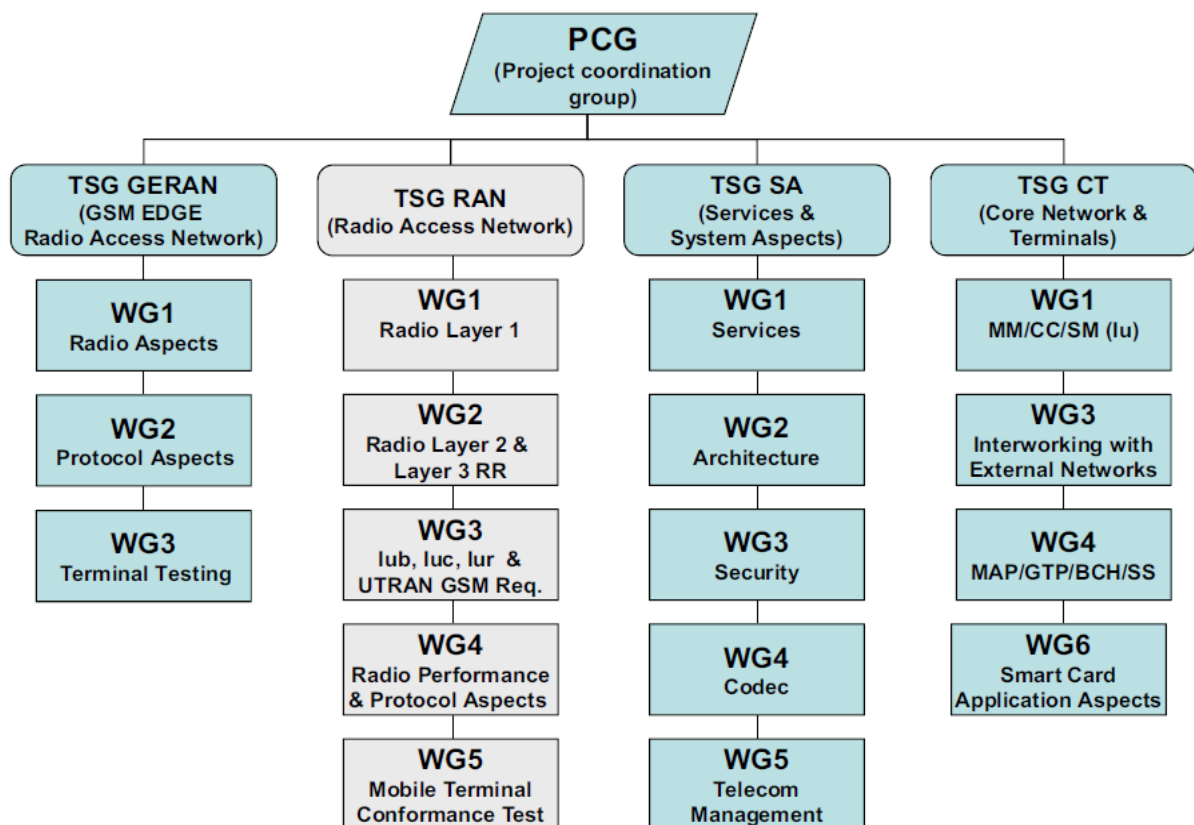 PCG
(Project coordination
group)
TSG GERAN
(GSM EDGE
Radio Access Network)
WG1
Radio Aspects
WG2
Protocol Aspects
WG3
Terminal Testing
TSG RAN
(Radio Access Network)
WG1
Radio Layer 1
WG2
Radio Layer 2 &
Layer 3 RR
WG3
Iub, Iuc, Iur &
UTRAN GSM Req.
WG4
Radio Performance
& Protocol Aspects
WG5
Mobile Terminal
Conformance Test
TSG SA
(Services &
System Aspects)
WG1
Services
WG2
Architecture
WG3
Security
WG4
Codec
WG5
Telecom
Management
TSG CT
(Core Network &
Terminals)
WG1
MM/CC/SM (Iu)
WG3
Interworking with
External Networks
WG4
MAP/GTP/BCH/SS
WG6
Smart Card
Application Aspects